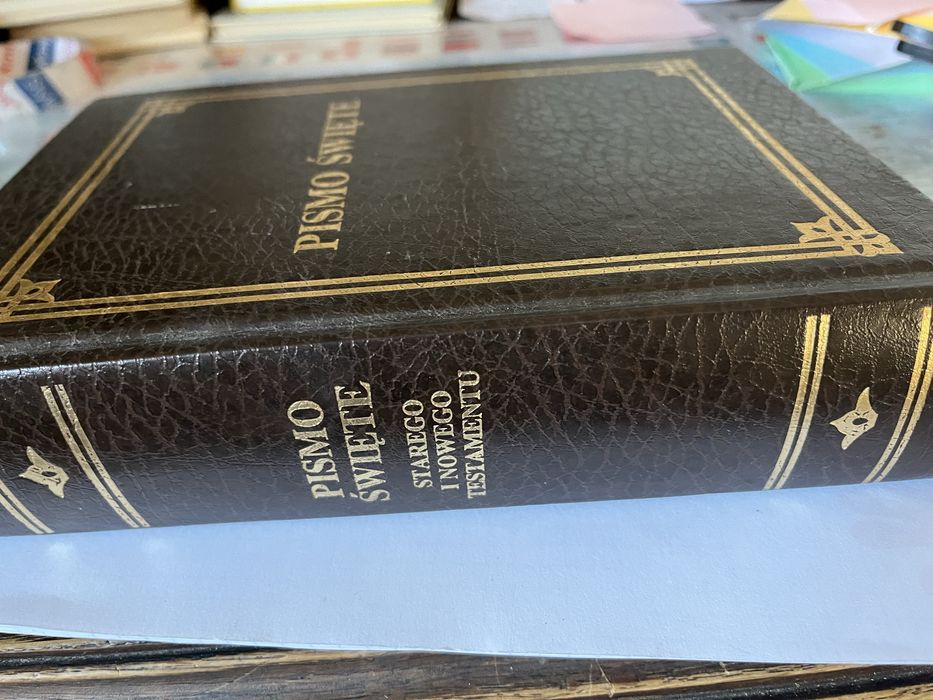 PISMO ŚWIĘTE
PISMO
ŚWIĘTE
STAREGO
I NOWEGO
TESTAMENTU